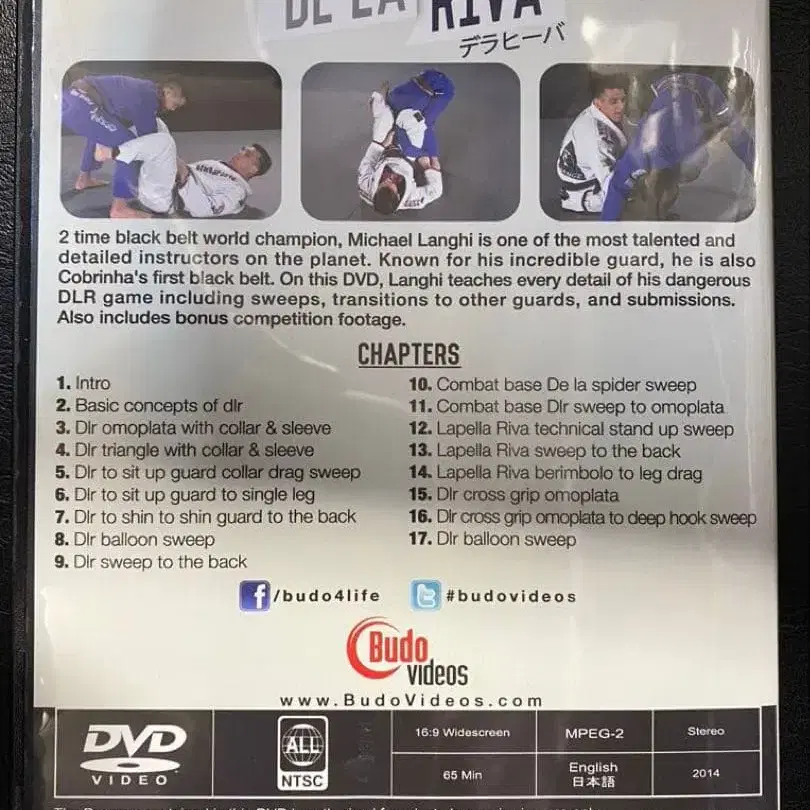 DE LA RIVA
デラヒーバ
2 time black belt world champion, Michael Langhi is one of the most talented and
detailed instructors on the planet. Known for his incredible guard, he is also
Cobrinha's first black belt. On this DVD, Langhi teaches every detail of his dangerous
DLR game including sweeps, transitions to other guards, and submissions.
Also includes bonus competition footage.
CHAPTERS
1. Intro
2. Basic concepts of dlr
3. Dlr omoplata with collar & sleeve
4. Dlr triangle with collar & sleeve
5. Dlr to sit up guard collar drag sweep
6. Dlr to sit up guard to single leg
7. Dlr to shin to shin guard to the back
8. Dlr balloon sweep
9. Dlr sweep to the back
10. Combat base De la spider sweep
11. Combat base Dlr sweep to omoplata
12. Lapella Riva technical stand up sweep
13. Lapella Riva sweep to the back
14. Lapella Riva berimbolo to leg drag
15. Dlr cross grip omoplata
16. Dlr cross grip omoplata to deep hook sweep
17. Dlr balloon sweep
f /budo4life
#budovideos
Budo
videos
www.BudoVideos.com
DVD
VIDEO
ALL
NTSC
16:9 Widescreen
MPEG-2
Stereo
65 Min
English
日本語
2014